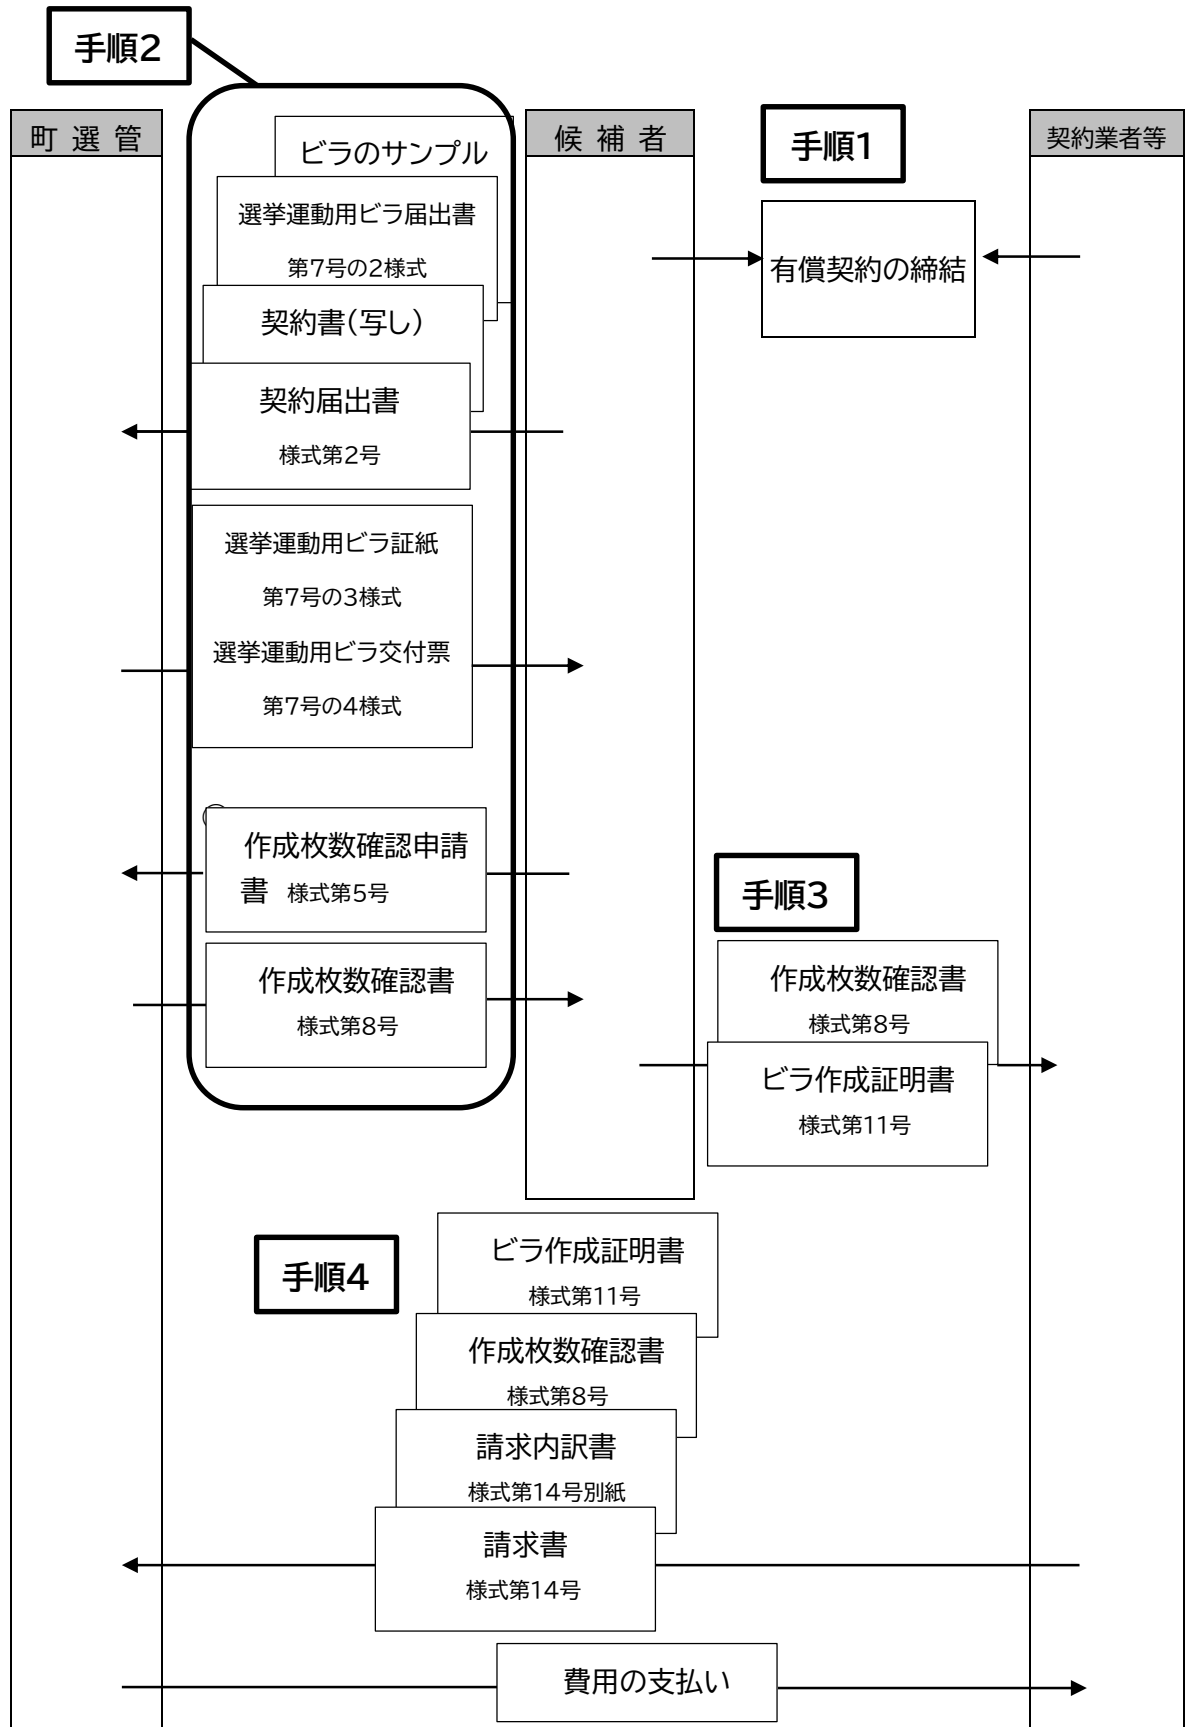 手順2
町選管
候補者
手順1
契約業者等
ビラのサンプル
選挙運動用ビラ届出書
第7号の2様式
有償契約の締結
契約書(写し)
契約届出書
様式第2号
選挙運動用ビラ証紙
第7号の3様式
選挙運動用ビラ交付票
第7号の4様式
作成枚数確認申請
書 様式第5号
作成枚数確認書
様式第8号
手順3
作成枚数確認書
様式第8号
ビラ作成証明書
様式第11号
手順4
ビラ作成証明書
様式第11号
作成枚数確認書
様式第8号
請求内訳書
様式第14号別紙
請求書
様式第14号
費用の支払い